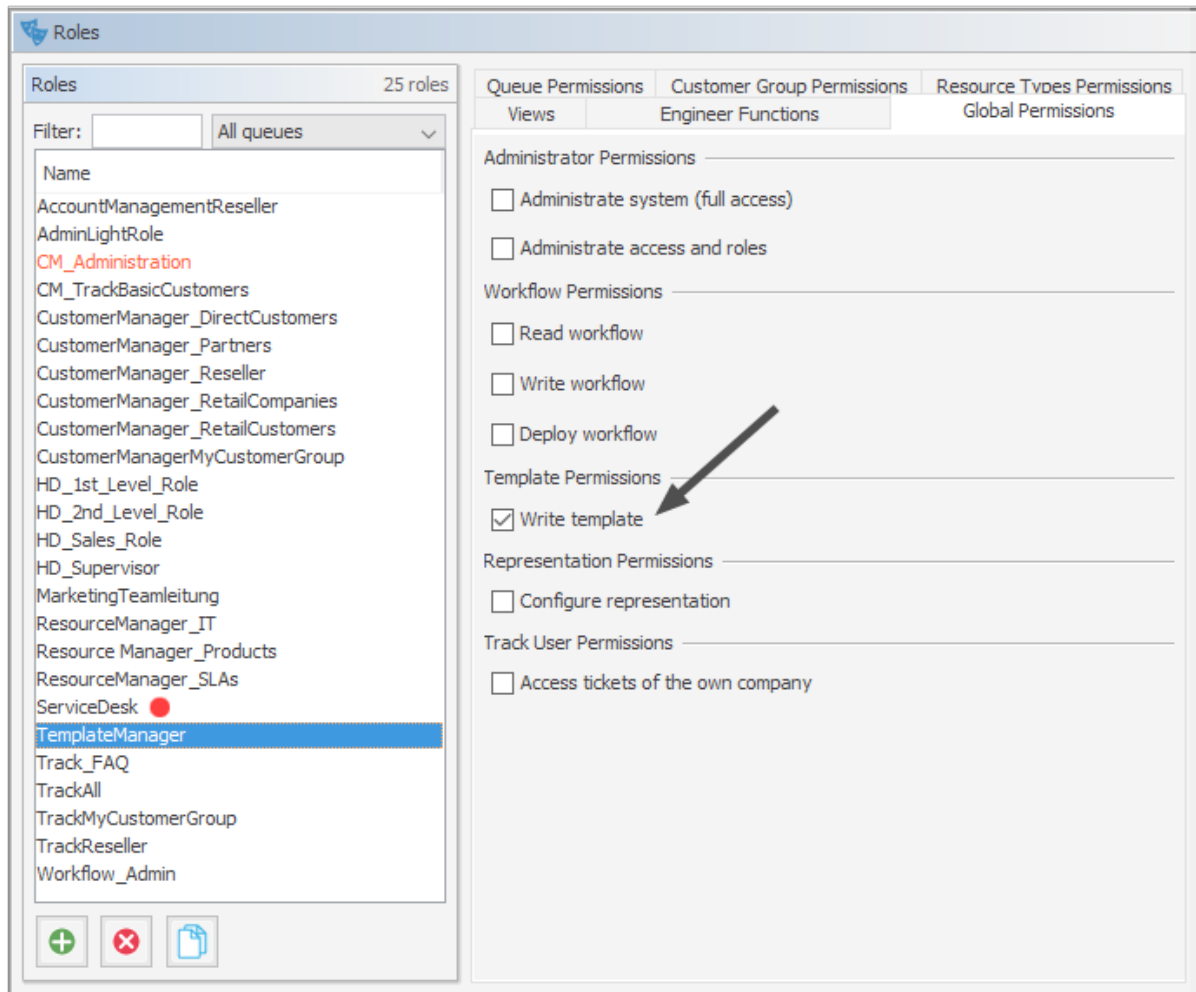 Roles
Roles 25 roles
Filter: All queues
Name
AccountManagementReseller
AdminLightRole
CM_Administration
CM_TrackBasicCustomers
CustomerManager_DirectCustomers
CustomerManager_Partners
CustomerManager_Reseller
CustomerManager_RetailCompanies
CustomerManager_RetailCustomers
CustomerManagerMyCustomerGroup
HD_1st_Level_Role
HD_2nd_Level_Role
HD_Sales_Role
HD_Supervisor
MarketingTeamleitung
ResourceManager_IT
Resource Manager_Products
ResourceManager_SLAs
ServiceDesk
TemplateManager
Track_FAQ
TrackAll
TrackMyCustomerGroup
TrackReseller
Workflow_Admin
Queue Permissions Customer Group Permissions Resource Types Permissions
Views Engineer Functions Global Permissions
Administrator Permissions
Administrate system (full access)
Administrate access and roles
Workflow Permissions
Read workflow
Write workflow
Deploy workflow
Template Permissions
Write template
Representation Permissions
Configure representation
Track User Permissions
Access tickets of the own company